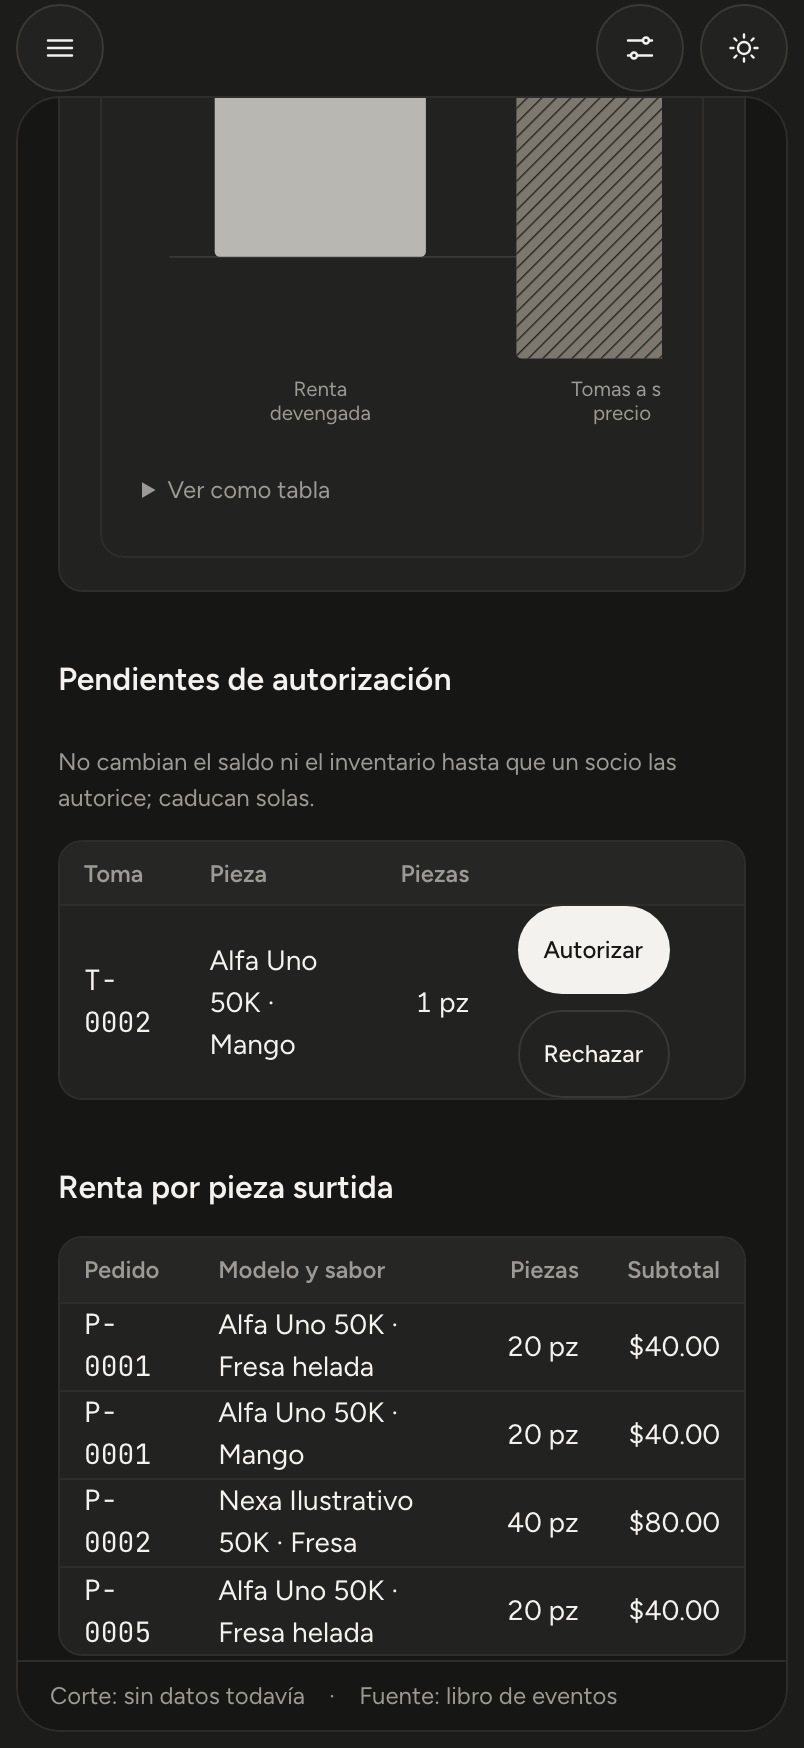 Renta
devengada
Tomas a s
precio
Ver como tabla
Pendientes de autorización
No cambian el saldo ni el inventario hasta que un socio las
autorice; caducan solas.
Toma Pieza Piezas
T-
0002
Alfa Uno
50K ·
Mango
1 pz
Autorizar
Rechazar
Renta por pieza surtida
Pedido Modelo y sabor Piezas Subtotal
P-
0001
Alfa Uno 50K ·
Fresa helada
20 pz $40.00
P-
0001
Alfa Uno 50K ·
Mango
20 pz $40.00
P-
0002
Nexa Ilustrativo
50K · Fresa
40 pz $80.00
P-
0005
Alfa Uno 50K ·
Fresa helada
20 pz $40.00
Corte: sin datos todavía · Fuente: libro de eventos